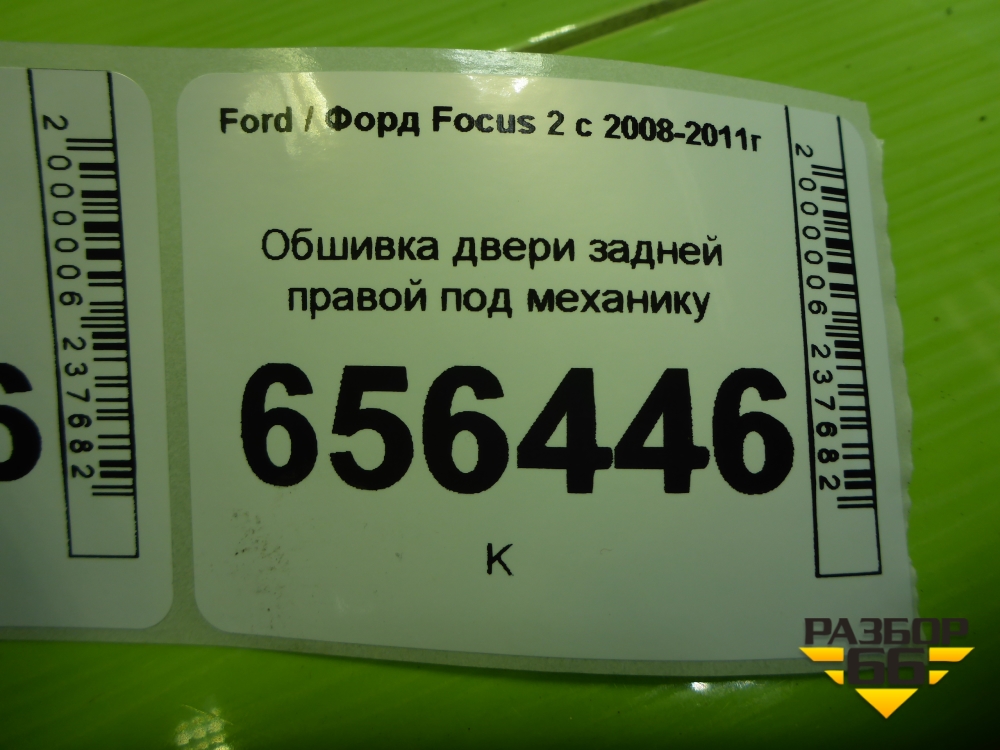 Ford / Форд Focus 2 с 2008-2011г
Обшивка двери задней
правой под механику
656446
К
2000006237682
2000006237682
6
РАЗБОР
66